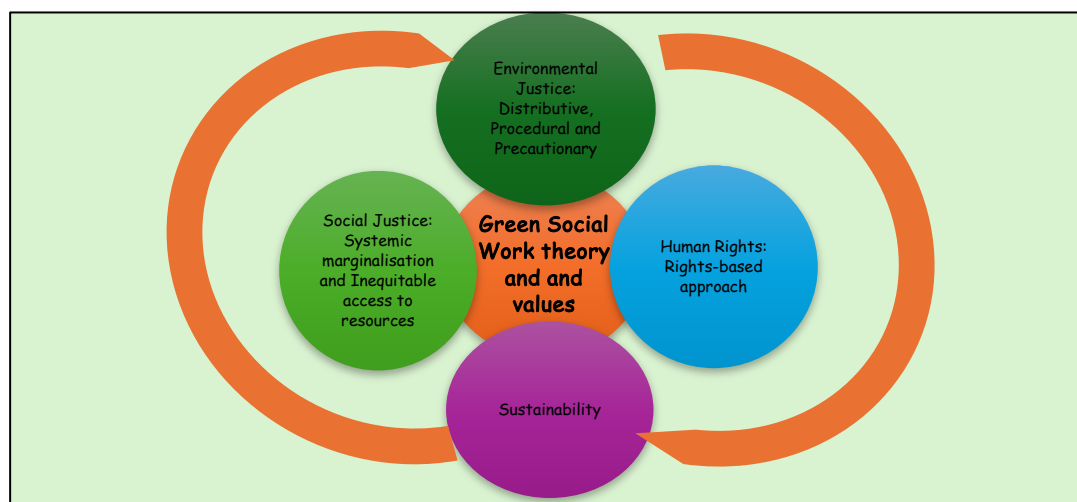 Environmental
Justice:
Distributive,
Procedural and
Precautionary
Social Justice:
Systemic
marginalisation
and Inequitable
access to
resources
Green Social
Work theory
and and
values
Human Rights:
Rights-based
approach
Sustainability